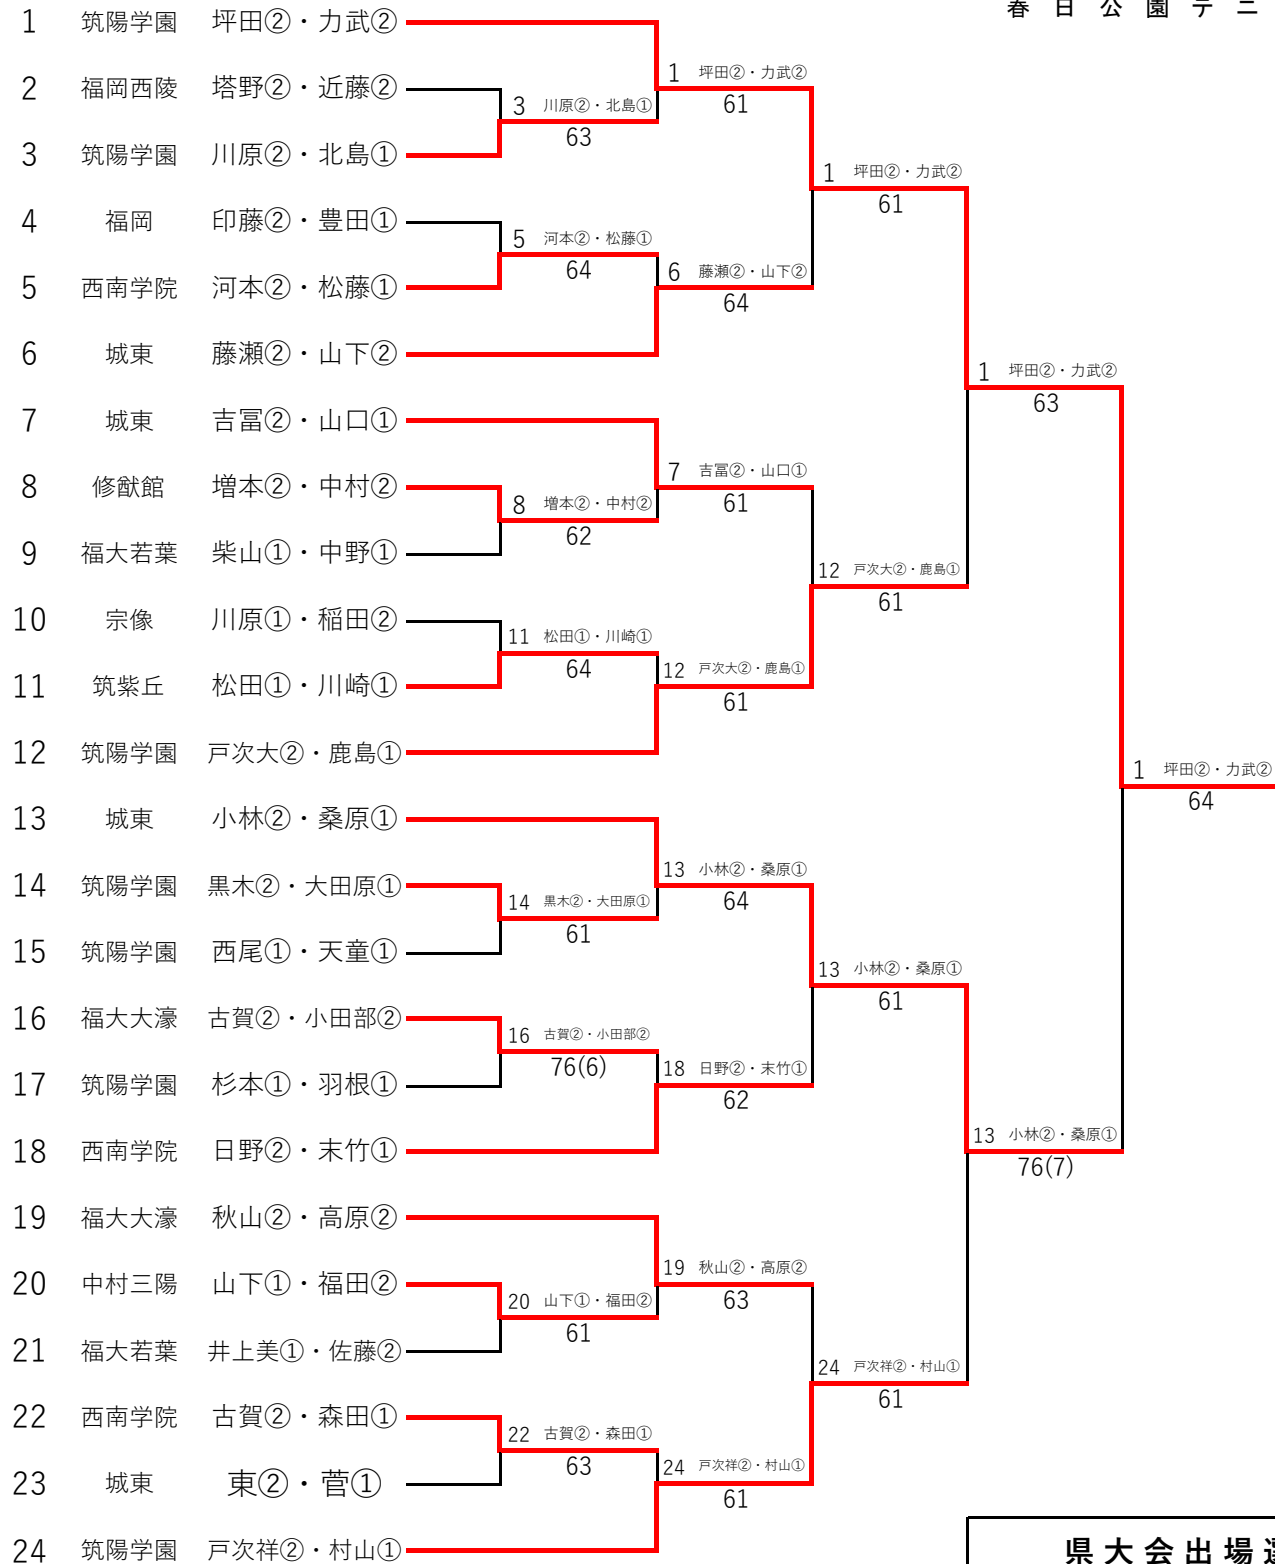 春日公園テニ
1 筑陽学園 坪田②・力武②
2 福岡西陵 塔野②・近藤②
3 筑陽学園 川原②・北島①
4 福岡 印藤②・豊田①
5 西南学院 河本②・松藤①
6 城東 藤瀬②・山下②
7 城東 吉冨②・山口①
8 修猷館 増本②・中村②
9 福大若葉 柴山①・中野①
10 宗像 川原①・稲田②
11 筑紫丘 松田①・川崎①
12 筑陽学園 戸次大②・鹿島①
13 城東 小林②・桑原①
14 筑陽学園 黒木②・大田原①
15 筑陽学園 西尾①・天童①
16 福大大濠 古賀②・小田部②
17 筑陽学園 杉本①・羽根①
18 西南学院 日野②・末竹①
19 福大大濠 秋山②・高原②
20 中村三陽 山下①・福田②
21 福大若葉 井上美①・佐藤②
22 西南学院 古賀②・森田①
23 城東 東②・菅①
24 筑陽学園 戸次祥②・村山①
3 川原②・北島①
63
5 河本②・松藤①
64
8 増本②・中村②
62
11 松田①・川崎①
64
14 黒木②・大田原①
61
16 古賀②・小田部②
76(6)
20 山下①・福田②
61
22 古賀②・森田①
63
1 坪田②・力武②
61
6 藤瀬②・山下②
64
7 吉冨②・山口①
61
12 戸次大②・鹿島①
61
13 小林②・桑原①
64
18 日野②・末竹①
62
19 秋山②・高原②
63
24 戸次祥②・村山①
61
1 坪田②・力武②
61
12 戸次大②・鹿島①
61
13 小林②・桑原①
61
24 戸次祥②・村山①
61
1 坪田②・力武②
63
13 小林②・桑原①
76(7)
1 坪田②・力武②
64
県大会出場選